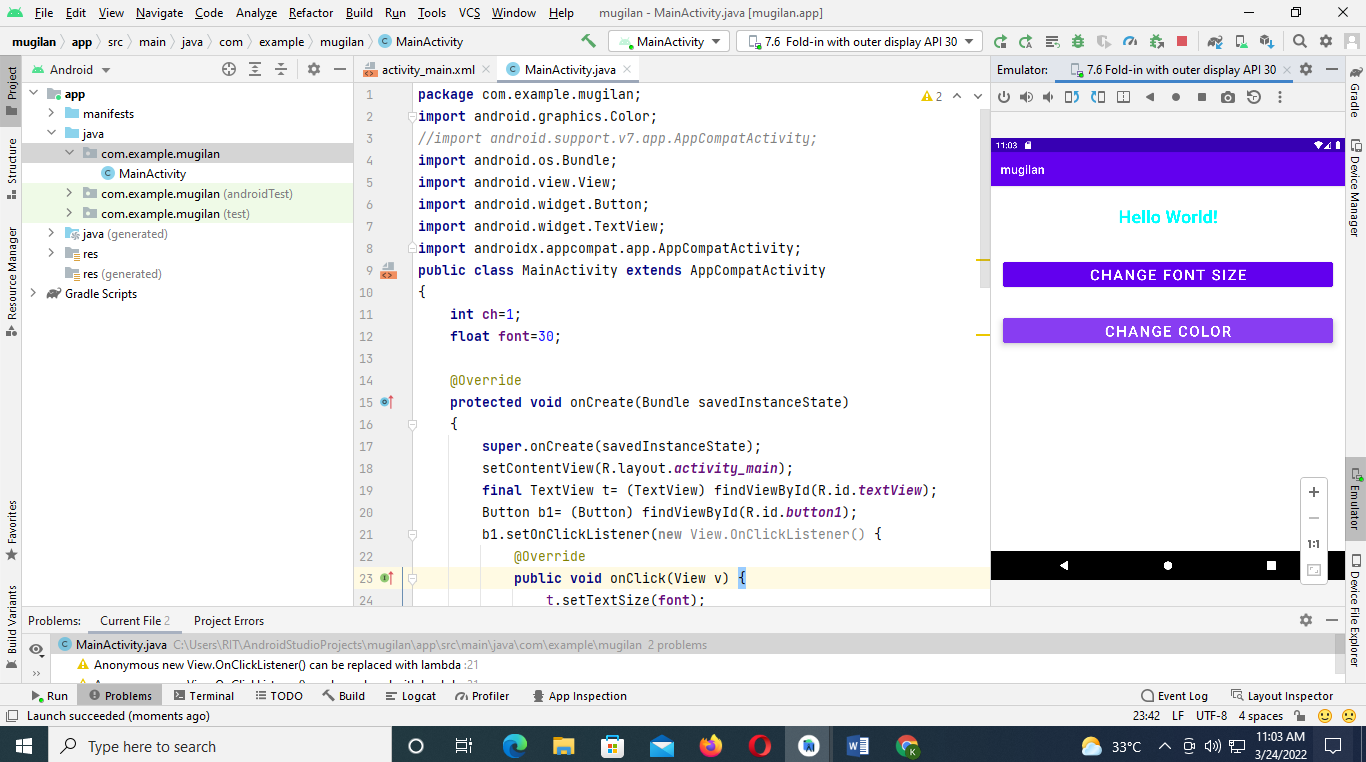 File Edit View Navigate Code Analyze Refactor Build Run Tools VCS Window Help mugilan - MainActivity.java [mugilan.app]
mugilan app src main java com example mugilan MainActivity MainActivity 7.6 Fold-in with outer display API 30
Project
Structure
Resource Manager
Favorites
Build Variants
Android
app
manifests
java
com.example.mugilan
MainActivity
com.example.mugilan (androidTest)
com.example.mugilan (test)
java (generated)
res
res (generated)
Gradle Scripts
activity_main.xml MainActivity.java
2
1 package com.example.mugilan;
2 import android.graphics.Color;
3 //import android.support.v7.app.AppCompatActivity;
4 import android.os.Bundle;
5 import android.view.View;
6 import android.widget.Button;
7 import android.widget.TextView;
8 import androidx.appcompat.app.AppCompatActivity;
9 public class MainActivity extends AppCompatActivity
10 {
11 int ch=1;
12 float font=30;
13
14 @Override
15 protected void onCreate(Bundle savedInstanceState)
16 {
17 super.onCreate(savedInstanceState);
18 setContentView(R.layout.activity_main);
19 final TextView t= (TextView) findViewById(R.id.textView);
20 Button b1= (Button) findViewById(R.id.button1);
21 b1.setOnClickListener(new View.OnClickListener() {
22 @Override
23 public void onClick(View v) {
24 t.setTextSize(font);
Emulator: 7.6 Fold-in with outer display API 30
11:03
mugilan
Hello World!
CHANGE FONT SIZE
CHANGE COLOR
1:1
Gradle
Device Manager
Emulator
Device File Explorer
Problems: Current File 2 Project Errors
MainActivity.java C:\Users\RIT\AndroidStudioProjects\mugilan\app\src\main\java\com\example\mugilan 2 problems
Anonymous new View.OnClickListener() can be replaced with lambda :21
Run Problems Terminal TODO Build Logcat Profiler App Inspection Event Log Layout Inspector
Launch succeeded (moments ago) 23:42 LF UTF-8 4 spaces
Type here to search
K
33°C
11:03 AM
3/24/2022